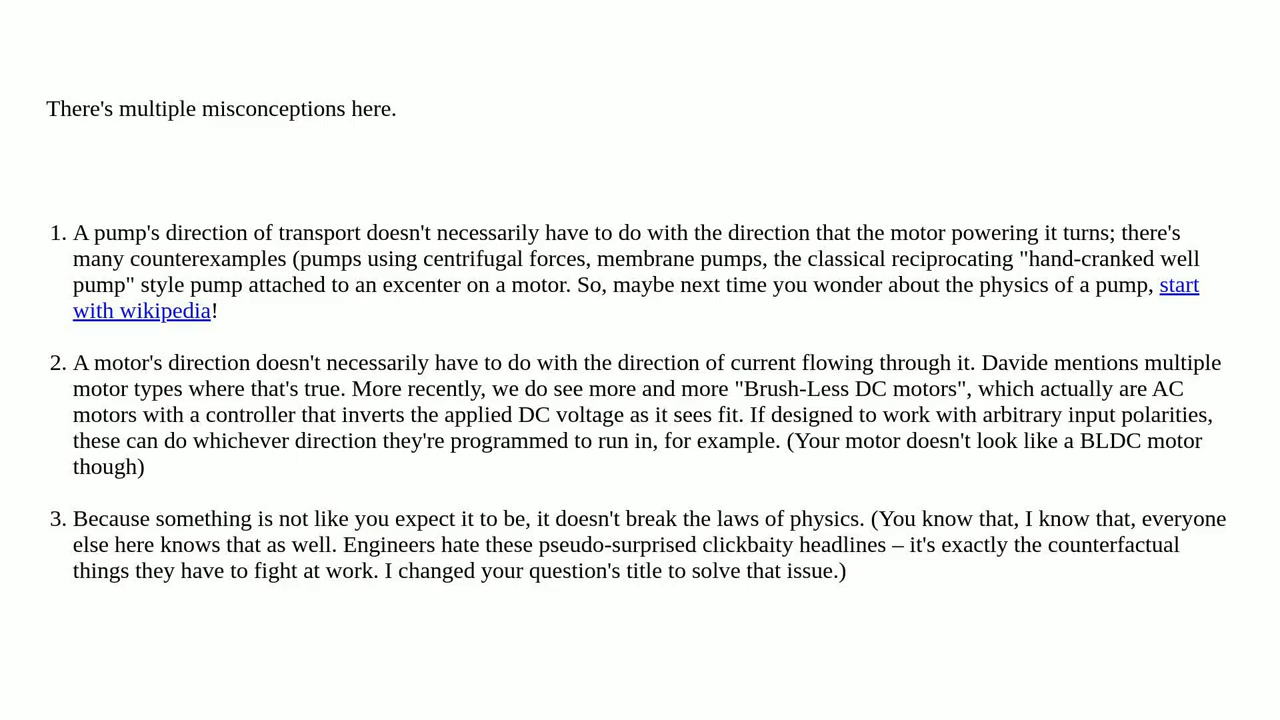 There's multiple misconceptions here.
1. A pump's direction of transport doesn't necessarily have to do with the direction that the motor powering it turns; there's
many counterexamples (pumps using centrifugal forces, membrane pumps, the classical reciprocating "hand-cranked well
pump" style pump attached to an excenter on a motor. So, maybe next time you wonder about the physics of a pump, start
with wikipedia!
2. A motor's direction doesn't necessarily have to do with the direction of current flowing through it. Davide mentions multiple
motor types where that's true. More recently, we do see more and more "Brush-Less DC motors", which actually are AC
motors with a controller that inverts the applied DC voltage as it sees fit. If designed to work with arbitrary input polarities,
these can do whichever direction they're programmed to run in, for example. (Your motor doesn't look like a BLDC motor
though)
3. Because something is not like you expect it to be, it doesn't break the laws of physics. (You know that, I know that, everyone
else here knows that as well. Engineers hate these pseudo-surprised clickbaity headlines – it's exactly the counterfactual
things they have to fight at work. I changed your question's title to solve that issue.)